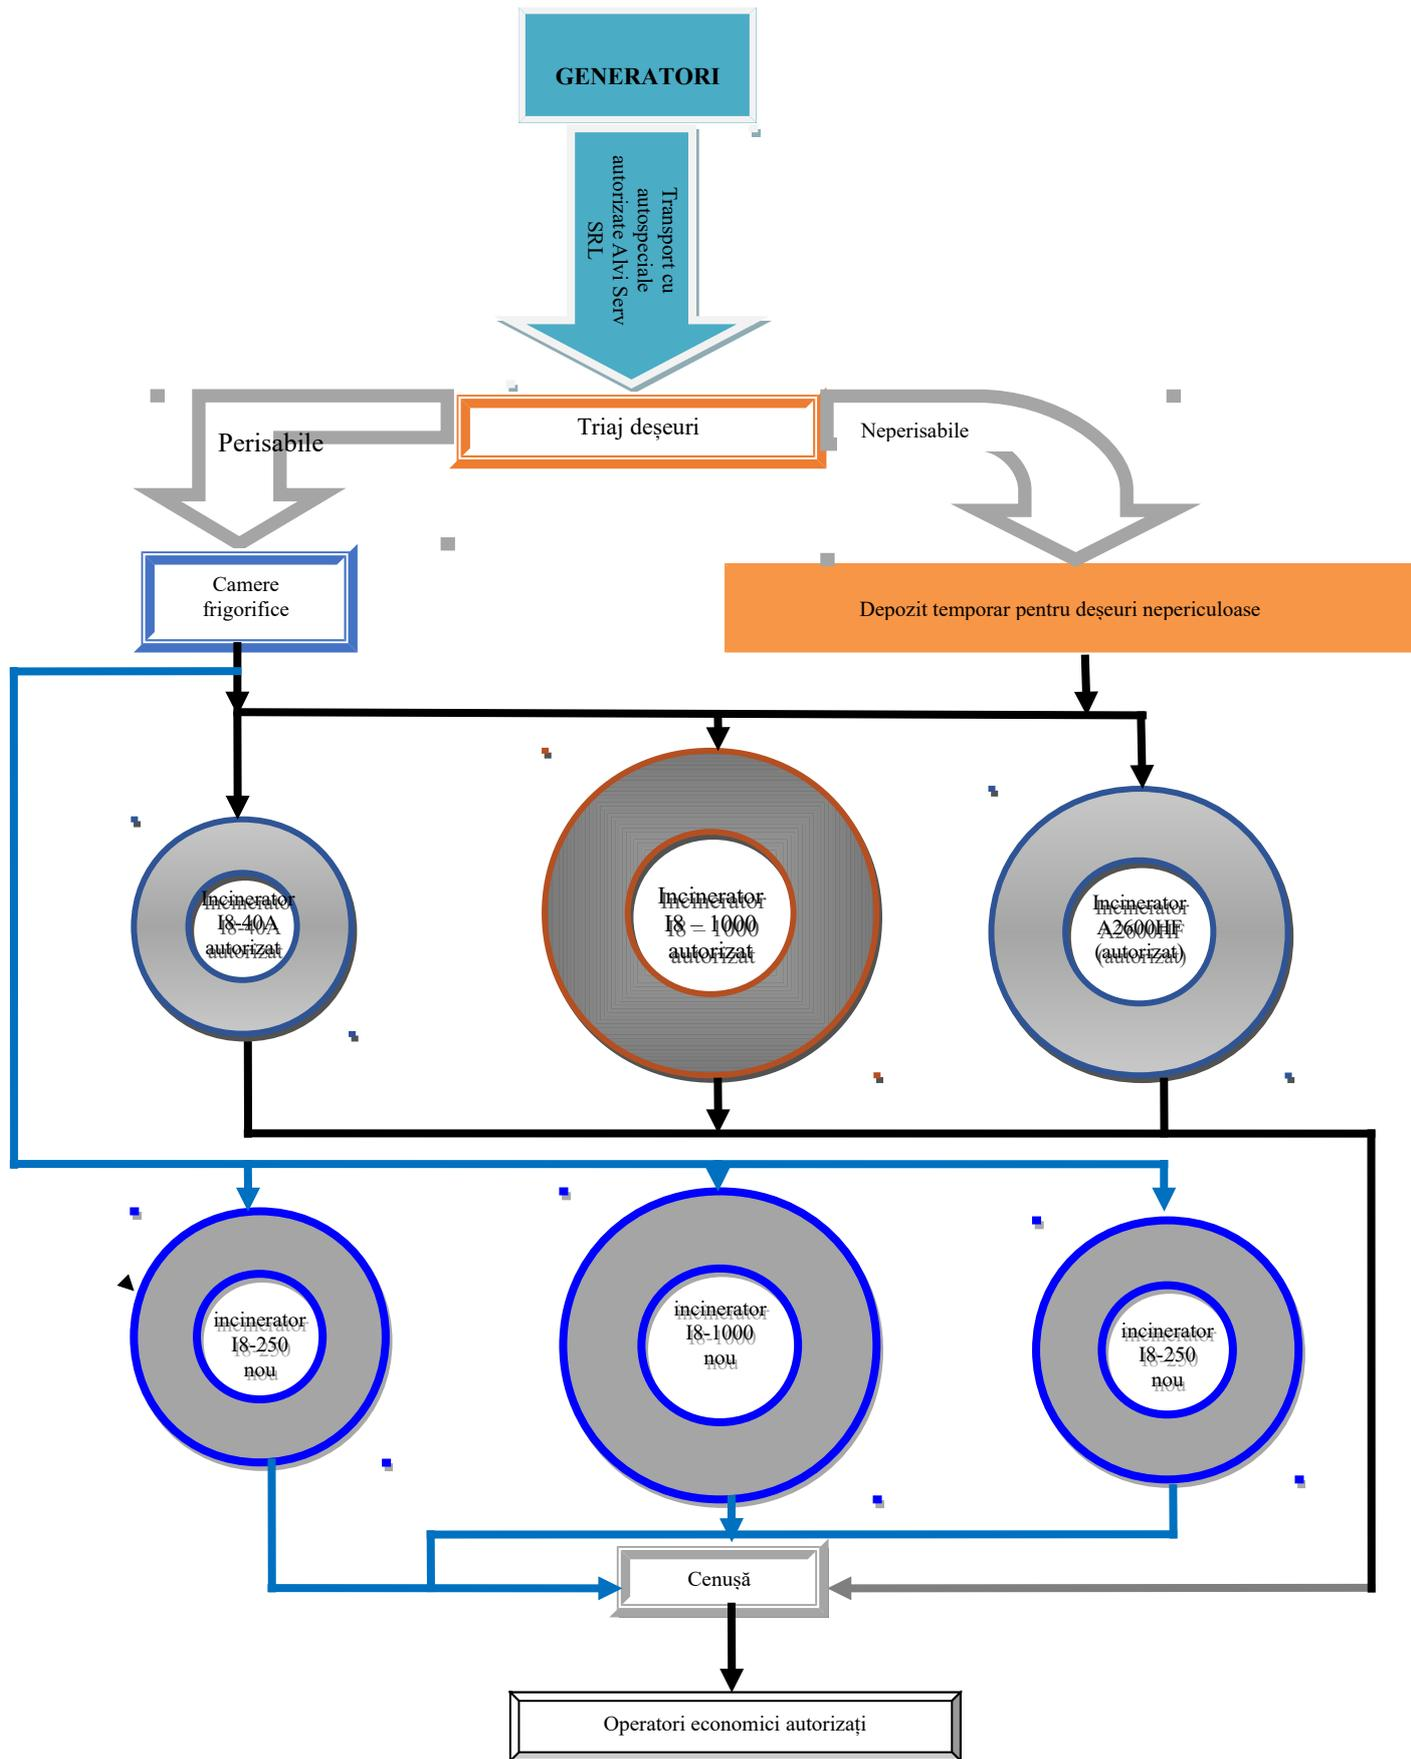 GENERATORI
Transport cu
autospeciale
autorizate Alvi Serv
SRL
Triaj deșeuri
Perisabile
Neperisabile
Camere
frigorifice
Depozit temporar pentru deșeuri nepericuloase
Incinerator
I8-40A
autorizat
Incinerator
I8 – 1000
autorizat
Incinerator
A2600HF
(autorizat)
incinerator
I8-250
nou
incinerator
I8-1000
nou
incinerator
I8-250
nou
Cenușă
Operatori economici autorizați